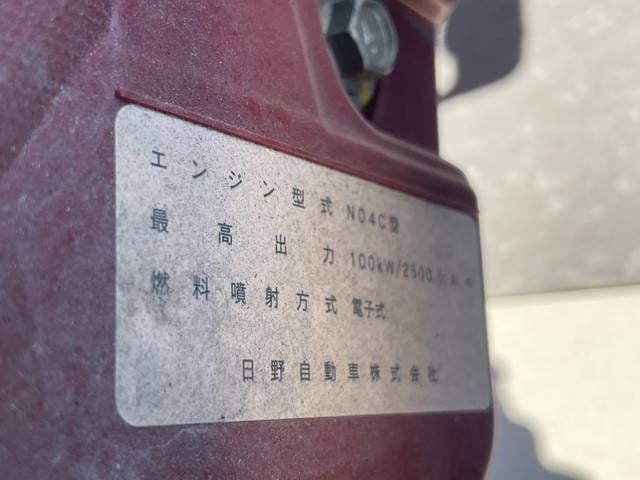 エンジン型式 N04C型
最高出力 100kW/2500
燃料噴射方式 電子式
日野自動車株式会社